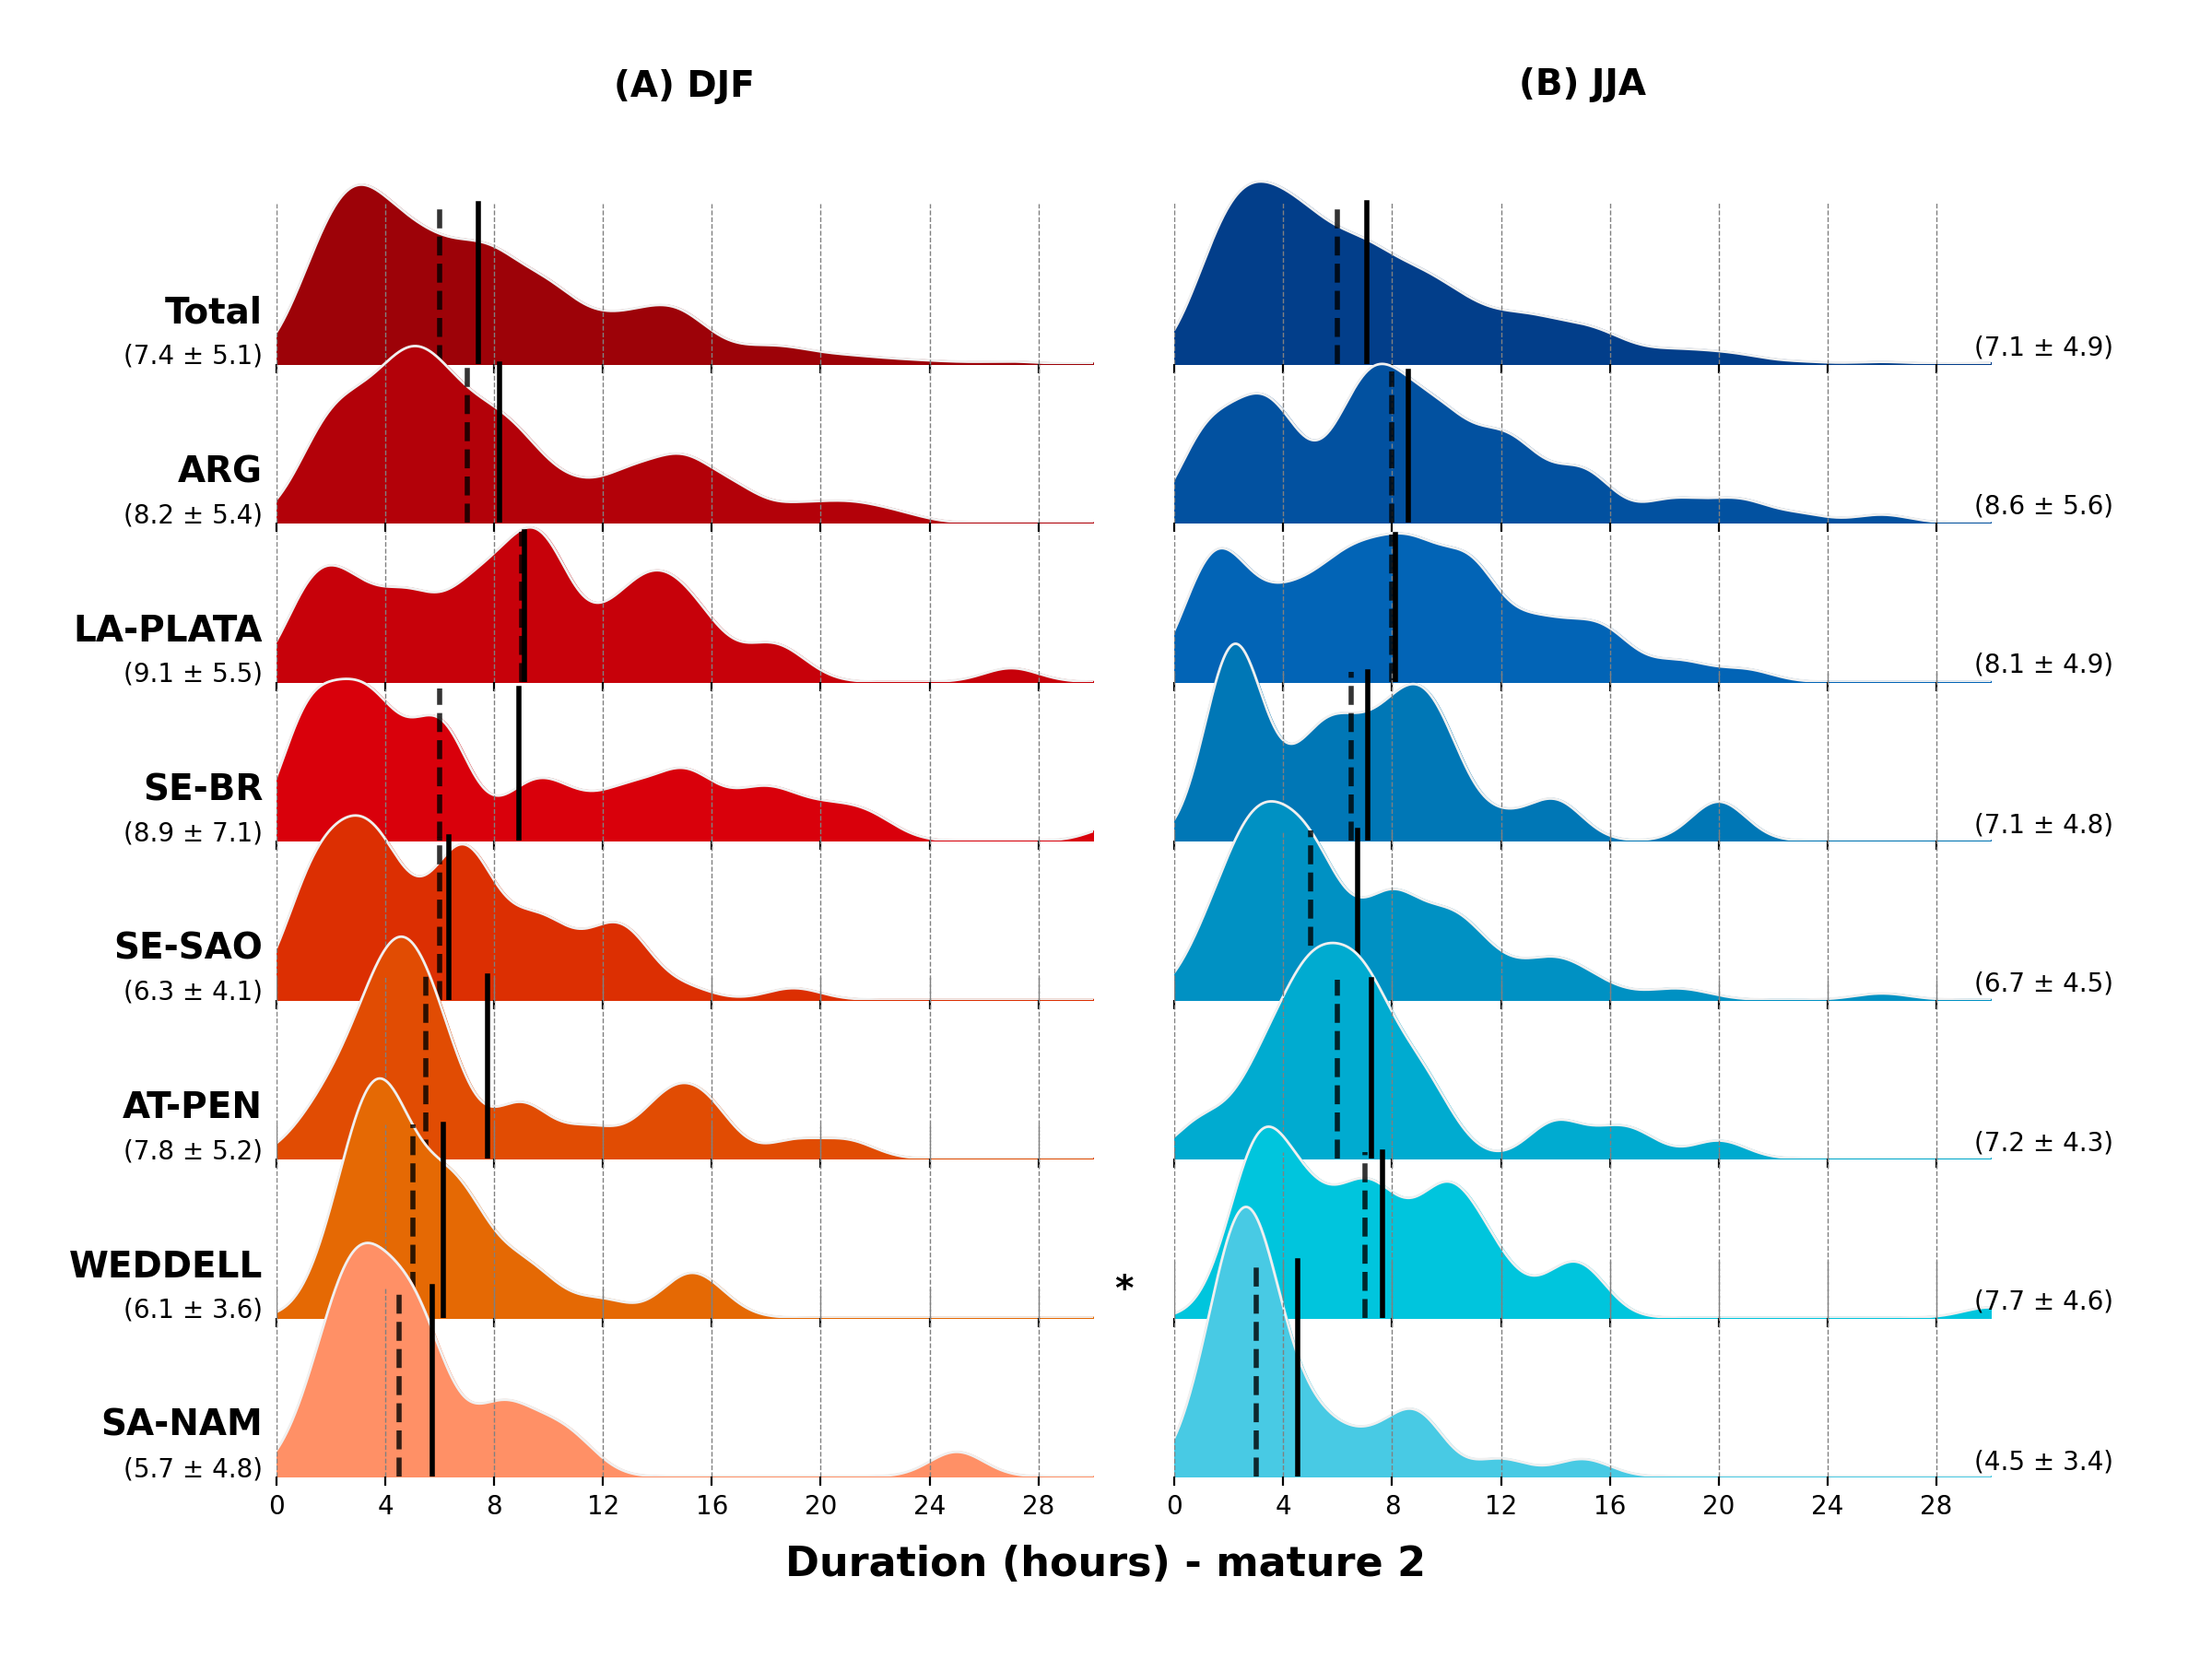 (A) DJF
(B) JJA
Total
(7.4 ± 5.1)
(7.1 ± 4.9)
ARG
(8.2 ± 5.4)
(8.6 ± 5.6)
LA-PLATA
(9.1 ± 5.5)
(8.1 ± 4.9)
SE-BR
(8.9 ± 7.1)
(7.1 ± 4.8)
SE-SAO
(6.3 ± 4.1)
(6.7 ± 4.5)
AT-PEN
(7.8 ± 5.2)
(7.2 ± 4.3)
WEDDELL
(6.1 ± 3.6)
*
(7.7 ± 4.6)
SA-NAM
(5.7 ± 4.8)
(4.5 ± 3.4)
0 4 8 12 16 20 24 28
0 4 8 12 16 20 24 28
Duration (hours) - mature 2